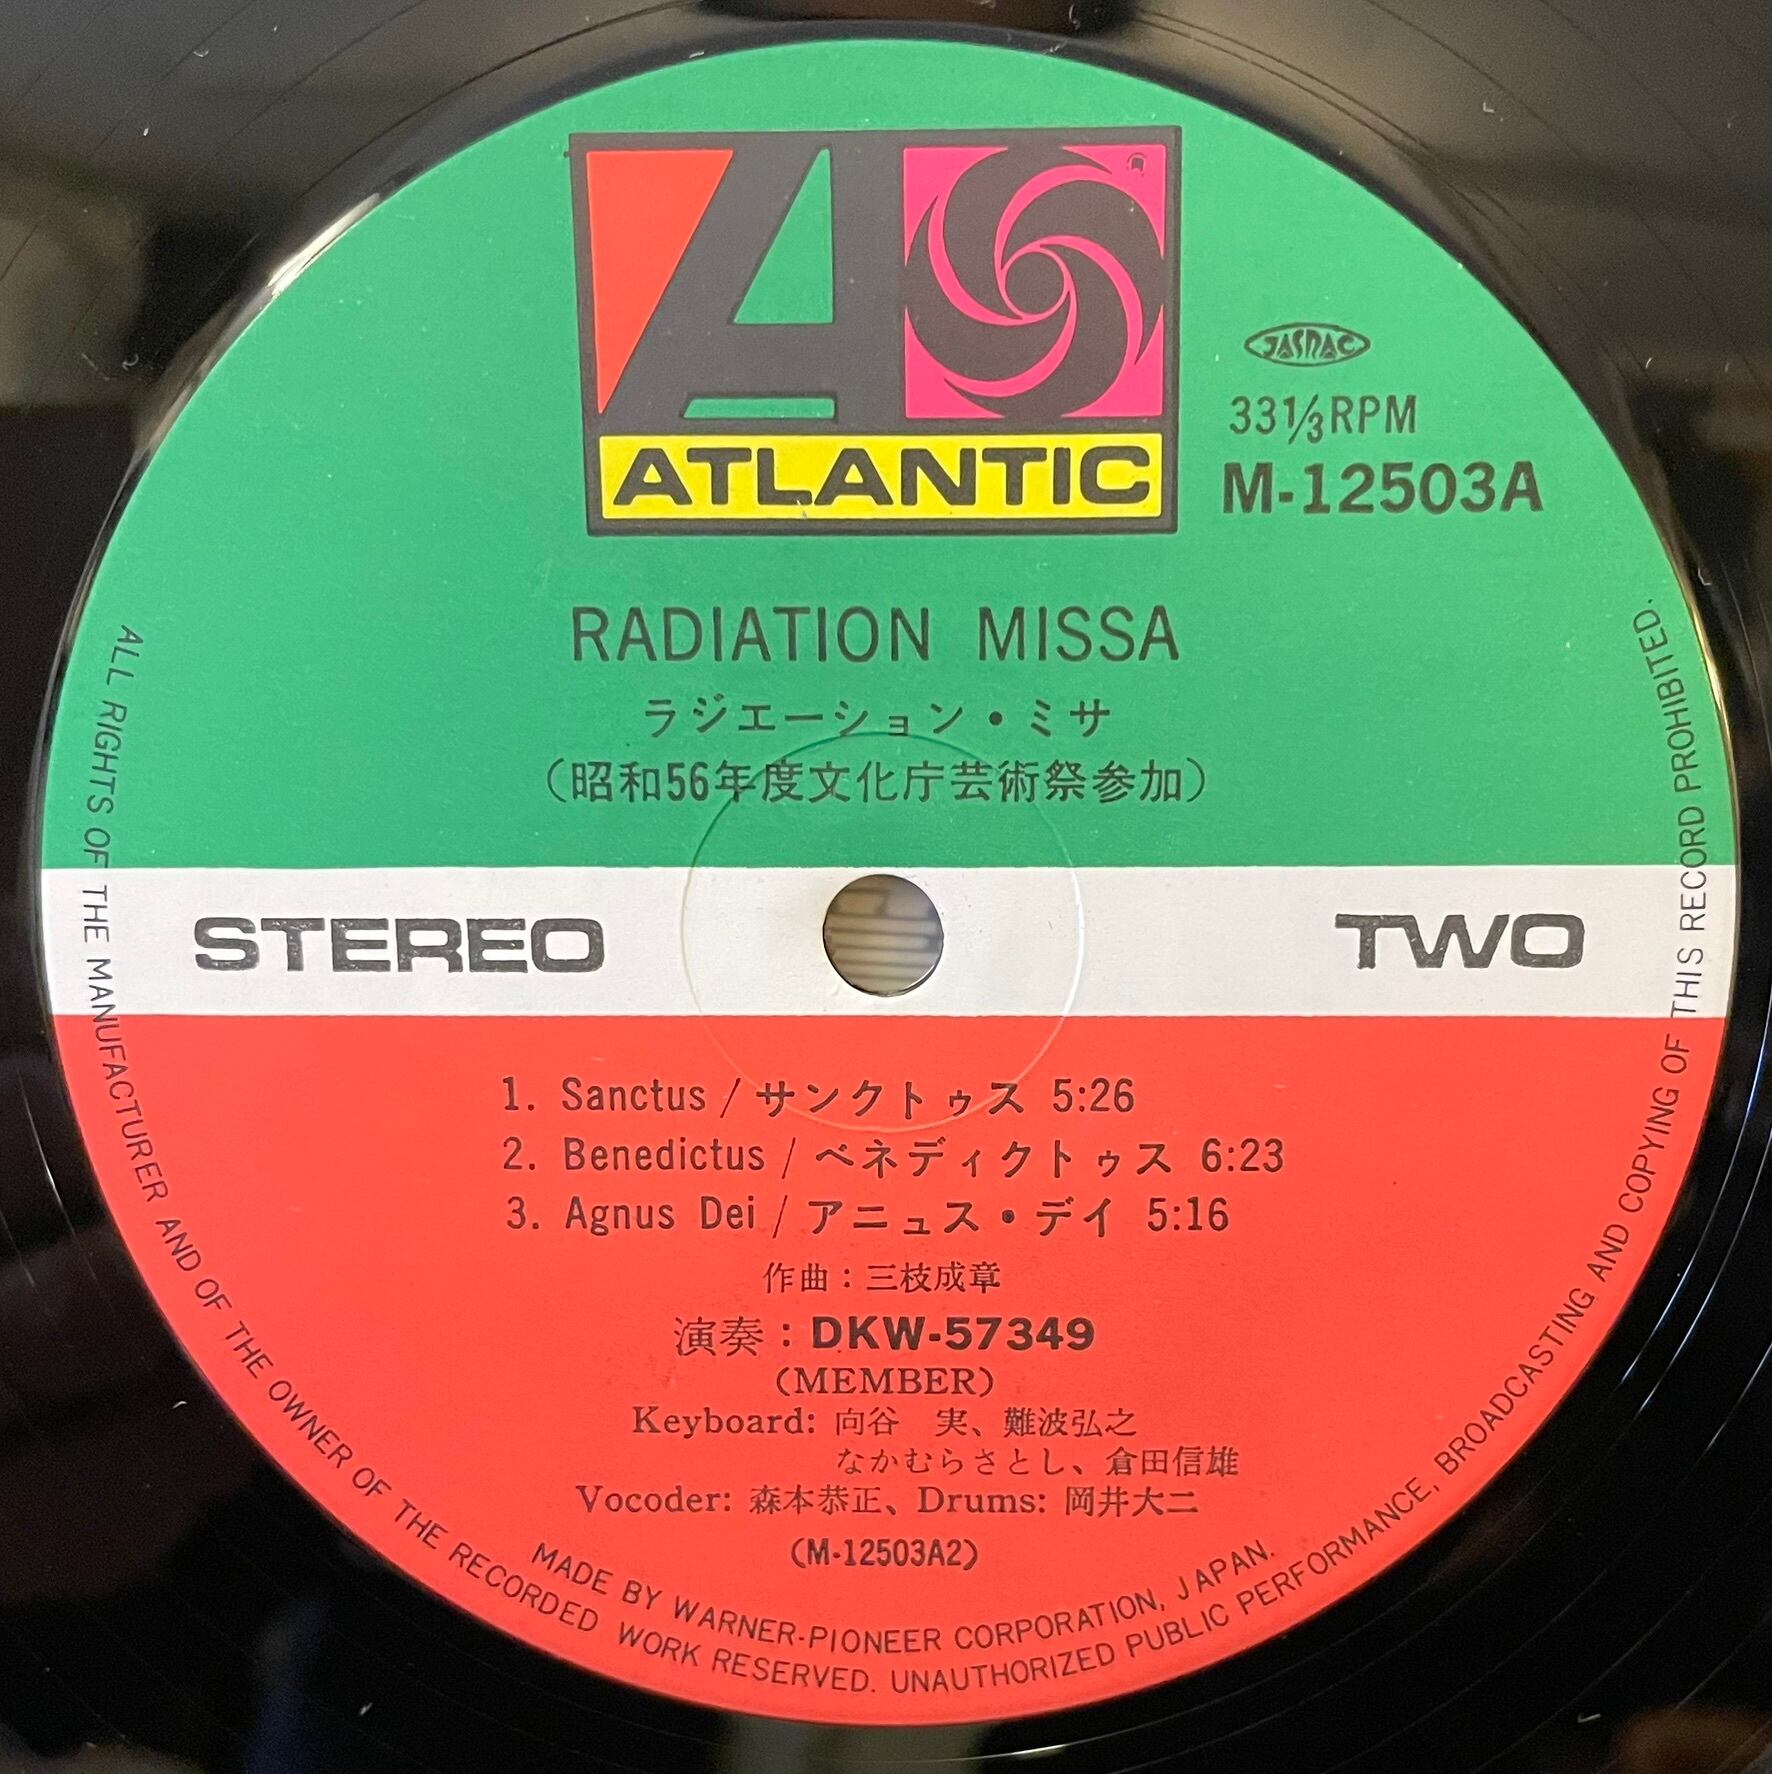 ATLANTIC
JASRAC
33⅓RPM
M-12503A
RADIATION MISSA
ラジエーション・ミサ
（昭和56年度文化庁芸術祭参加）
STEREO
TWO
1. Sanctus / サンクトゥス 5:26
2. Benedictus / ベネディクトゥス 6:23
3. Agnus Dei / アニュス・デイ 5:16
作曲：三枝成章
演奏：DKW-57349
(MEMBER)
Keyboard: 向谷　実、難波弘之
なかむらさとし、倉田信雄
Vocoder: 森本恭正、Drums: 岡井大二
(M-12503A2)
MADE BY WARNER-PIONEER CORPORATION, JAPAN.
ALL RIGHTS OF THE MANUFACTURER AND OF THE OWNER OF THE RECORDED WORK RESERVED. UNAUTHORIZED PUBLIC PERFORMANCE, BROADCASTING AND COPYING OF THIS RECORD PROHIBITED.